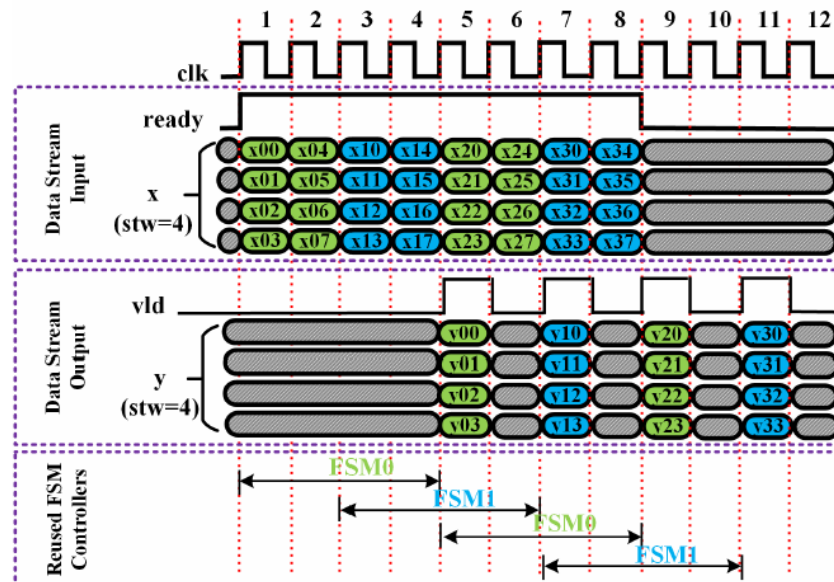 1 2 3 4 5 6 7 8 9 10 11 12
clk
ready
Data Stream
Input
x
(stw=4)
x00 x04 x10 x14 x20 x24 x30 x34
x01 x05 x11 x15 x21 x25 x31 x35
x02 x06 x12 x16 x22 x26 x32 x36
x03 x07 x13 x17 x23 x27 x33 x37
Data Stream
Output
vld
y
(stw=4)
y00 y10 y20 y30
y01 y11 y21 y31
y02 y12 y22 y32
y03 y13 y23 y33
Reused FSM
Controllers
FSM0
FSM1
FSM0
FSM1